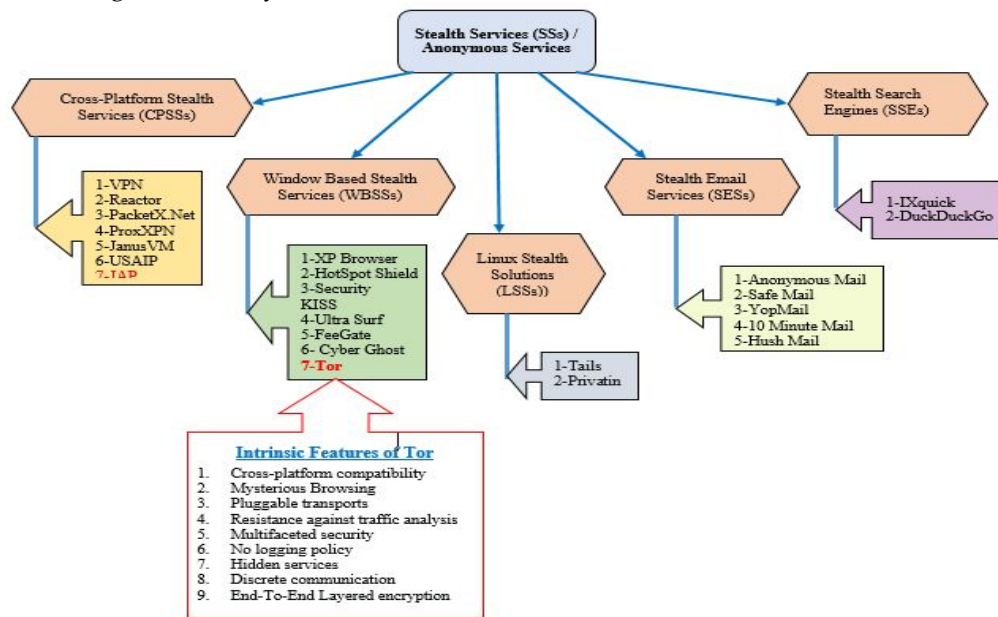 Stealth Services (SSs) /
Anonymous Services
Cross-Platform Stealth
Services (CPSSs)
1-VPN
2-Reactor
3-PacketX.Net
4-ProxXPN
5-JanusVM
6-USAIP
7-JAP
Window Based Stealth
Services (WBSSs)
1-XP Browser
2-HotSpot Shield
3-Security
KISS
4-Ultra Surf
5-FeeGate
6- Cyber Ghost
7-Tor
Linux Stealth
Solutions
(LSSs))
1-Tails
2-Privatin
Stealth Email
Services (SESs)
1-Anonymous Mail
2-Safe Mail
3-YopMail
4-10 Minute Mail
5-Hush Mail
Stealth Search
Engines (SSEs)
1-IXquick
2-DuckDuckGo
Intrinsic Features of Tor
1. Cross-platform compatibility
2. Mysterious Browsing
3. Pluggable transports
4. Resistance against traffic analysis
5. Multifaceted security
6. No logging policy
7. Hidden services
8. Discrete communication
9. End-To-End Layered encryption